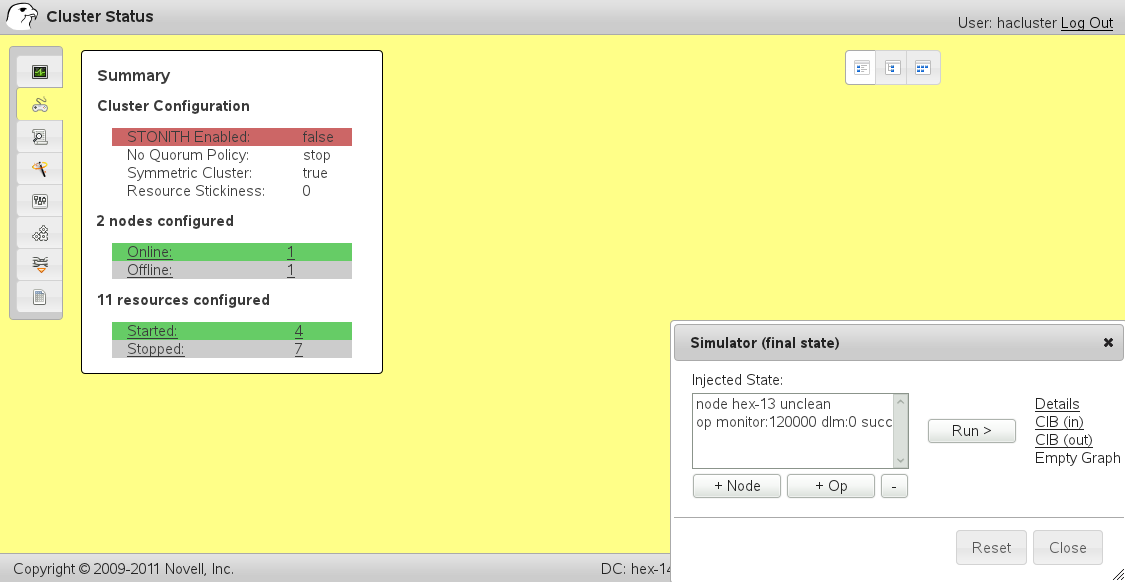 Cluster Status
User: hacluster Log Out
Summary
Cluster Configuration
STONITH Enabled: false
No Quorum Policy: stop
Symmetric Cluster: true
Resource Stickiness: 0
2 nodes configured
Online: 1
Offline: 1
11 resources configured
Started: 4
Stopped: 7
Simulator (final state)
Injected State:
node hex-13 unclean
op monitor:120000 dlm:0 succ
+ Node
+ Op
-
Run >
Details
CIB (in)
CIB (out)
Empty Graph
Reset
Close
Copyright © 2009-2011 Novell, Inc.
DC: hex-14